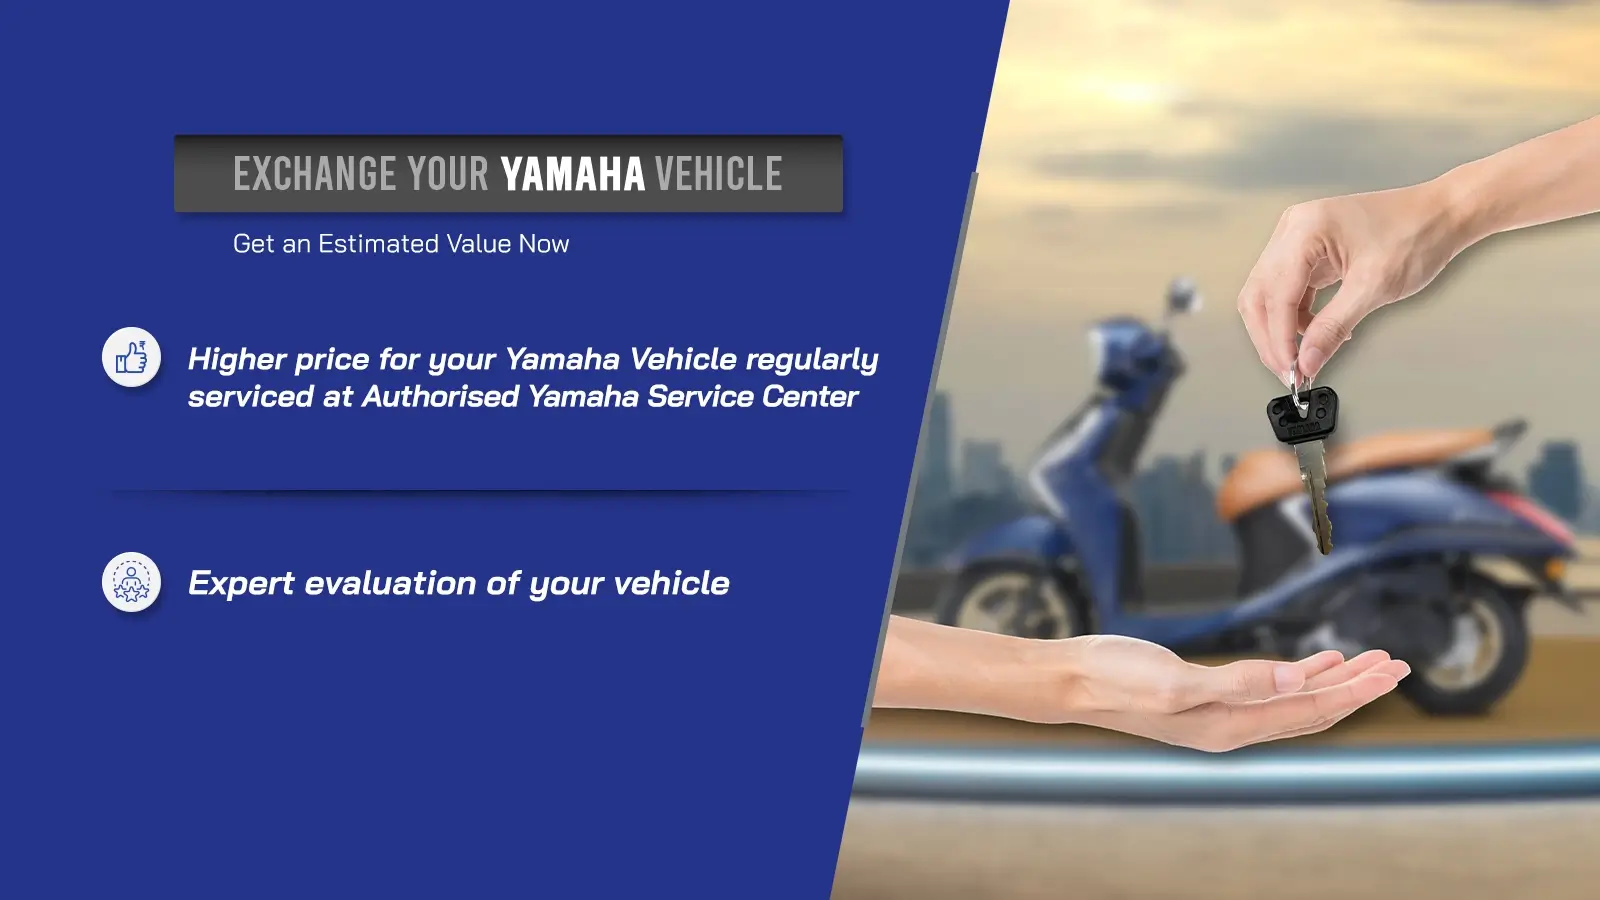 EXCHANGE YOUR YAMAHA VEHICLE
Get an Estimated Value Now
Higher price for your Yamaha Vehicle regularly
serviced at Authorised Yamaha Service Center
Expert evaluation of your vehicle
₹
YAMAHA